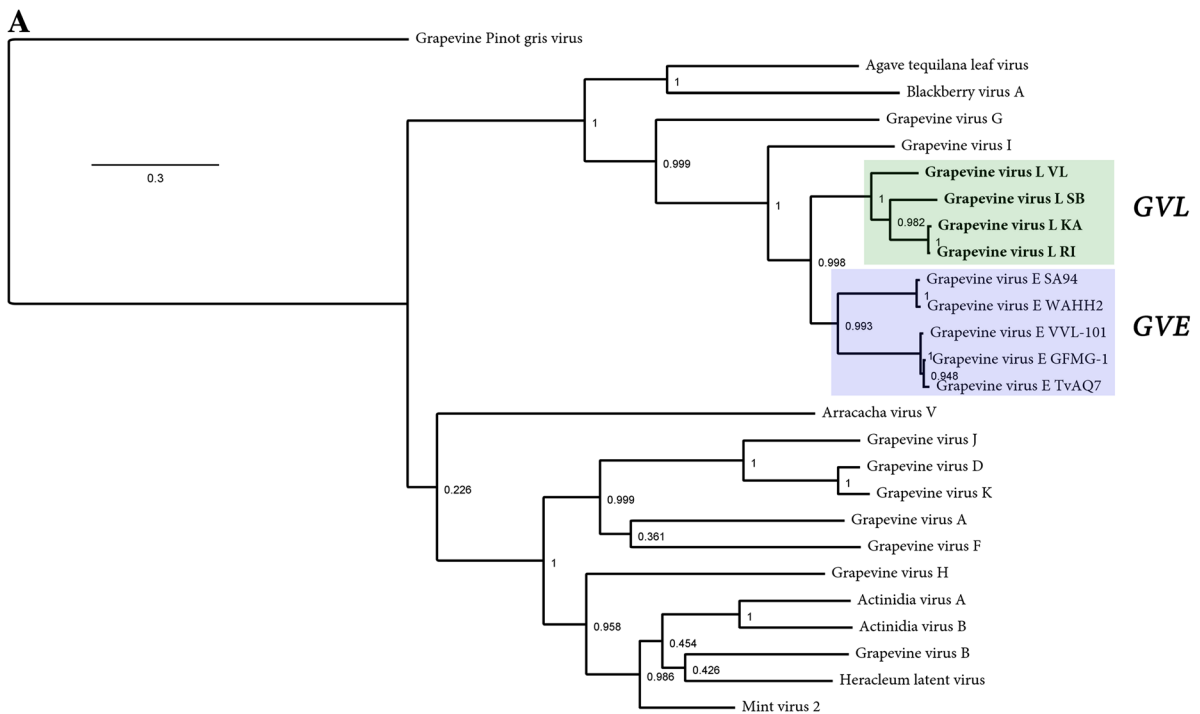 A
Grapevine Pinot gris virus
Agave tequilana leaf virus
1
Blackberry virus A
1
Grapevine virus G
0.999
Grapevine virus I
0.3
1
Grapevine virus L VL
1
Grapevine virus L SB
GVL
0.982
Grapevine virus L KA
1
Grapevine virus L RI
0.998
Grapevine virus E SA94
1
Grapevine virus E WAHH2
0.993
GVE
Grapevine virus E VVL-101
1
Grapevine virus E GFMG-1
0.948
Grapevine virus E TvAQ7
Arracacha virus V
Grapevine virus J
1
Grapevine virus D
1
Grapevine virus K
0.226
0.999
Grapevine virus A
0.361
Grapevine virus F
1
Grapevine virus H
0.958
Actinidia virus A
1
Actinidia virus B
0.454
Grapevine virus B
0.426
0.986
Heracleum latent virus
Mint virus 2